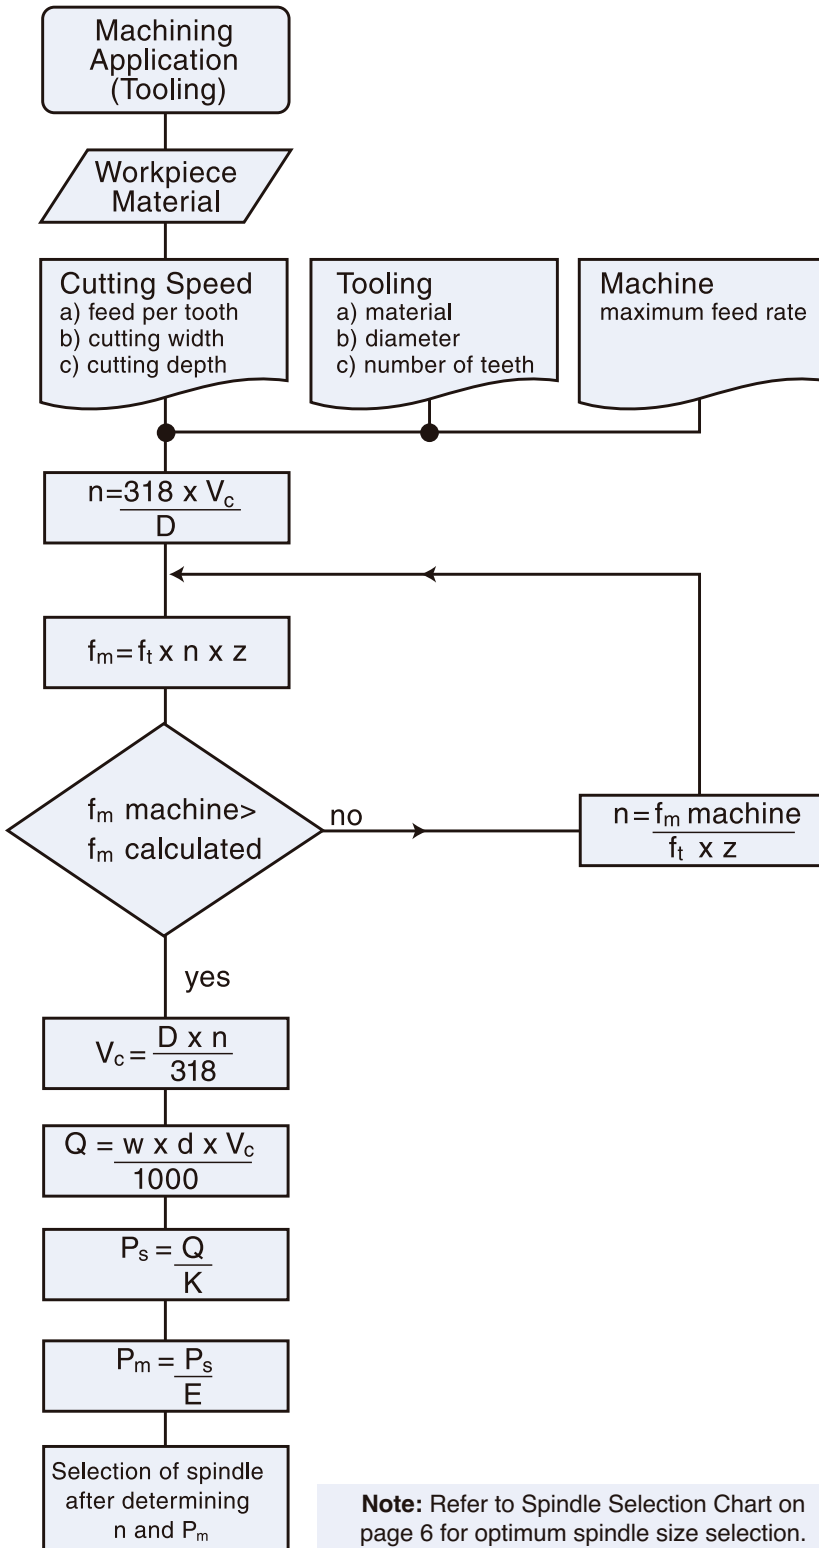 Machining
Application
(Tooling)
Workpiece
Material
Cutting Speed
a) feed per tooth
b) cutting width
c) cutting depth
Tooling
a) material
b) diameter
c) number of teeth
Machine
maximum feed rate
n=318 x Vc
D
fm=ft x n x z
fm machine>
fm calculated
no
n=fm machine
ft x z
yes
Vc=D x n
318
Q=w x d x Vc
1000
Ps=Q
K
Pm=Ps
E
Selection of spindle
after determining
n and Pm
Note: Refer to Spindle Selection Chart on
page 6 for optimum spindle size selection.